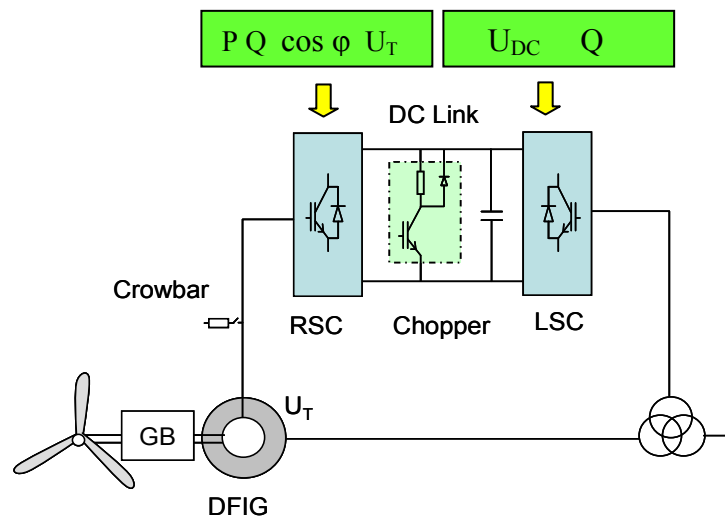 P Q cos φ U_T
U_DC Q
DC Link
Crowbar
RSC
Chopper
LSC
U_T
GB
DFIG